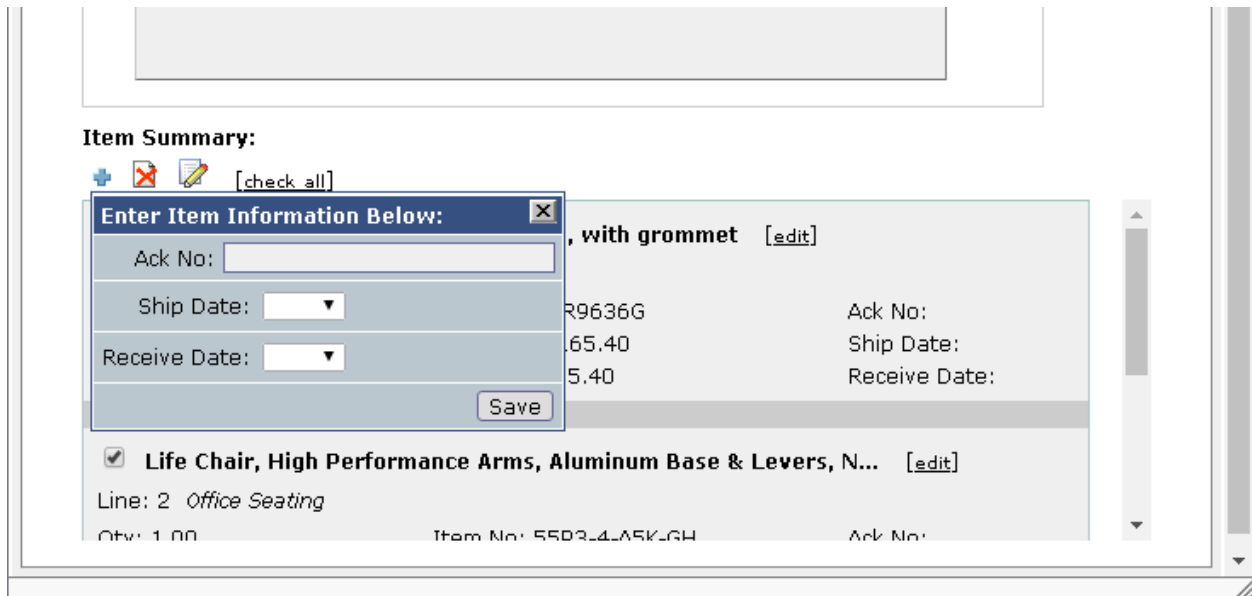 Item Summary:
[check all]
Enter Item Information Below:
, with grommet [edit]
Ack No:
R9636G Ack No:
Ship Date:
65.40 Ship Date:
Receive Date:
5.40 Receive Date:
Save
Life Chair, High Performance Arms, Aluminum Base & Levers, N... [edit]
Line: 2 Office Seating
Qty: 1.00 Item No: 55R3-4-A5K-GH Ack No: